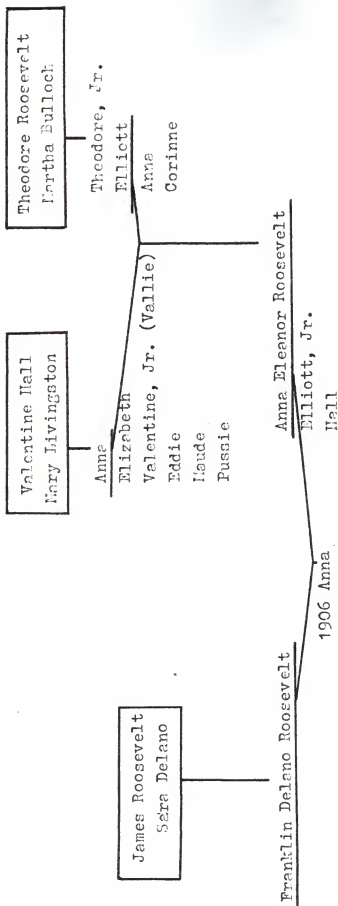 Valentine Hall
Mary Livingston
Theodore Roosevelt
Martha Bulloch
Anna
Elizabeth
Valentine, Jr. (Vallie)
Eddie
Maude
Pussie
Theodore, Jr.
Elliott
Anna
Corinne
James Roosevelt
Sara Delano
Franklin Delano Roosevelt
Anna Eleanor Roosevelt
Elliott, Jr.
Hall
1906 Anna